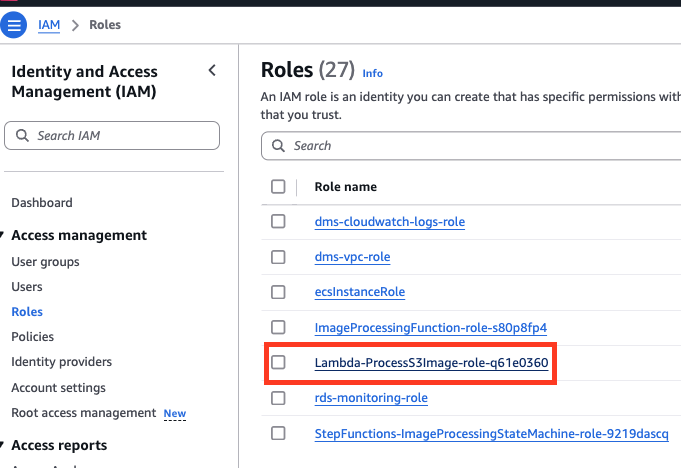 IAM > Roles
Identity and Access
Management (IAM)
Search IAM
Dashboard
Access management
User groups
Users
Roles
Policies
Identity providers
Account settings
Root access management New
Access reports
Roles (27) Info
An IAM role is an identity you can create that has specific permissions with
that you trust.
Search
Role name
dms-cloudwatch-logs-role
dms-vpc-role
ecsInstanceRole
ImageProcessingFunction-role-s80p8fp4
Lambda-ProcessS3Image-role-q61e0360
rds-monitoring-role
StepFunctions-ImageProcessingStateMachine-role-9219dascq